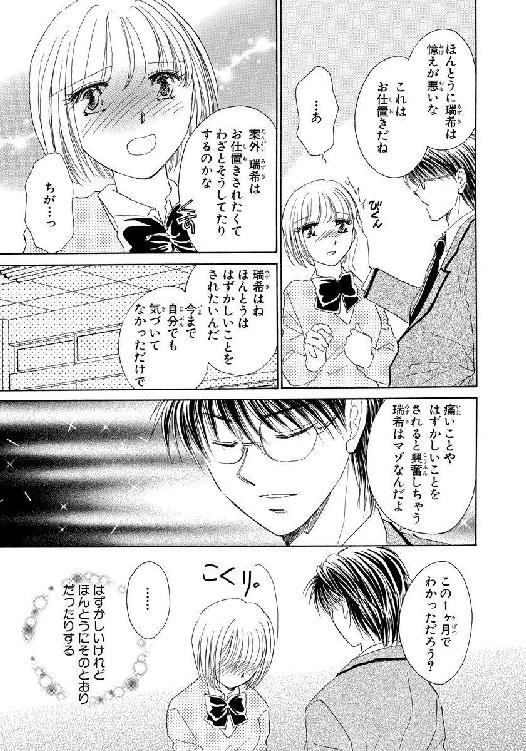 ほんとうに瑞希は
憶えが悪いな
これは
お仕置きだね
…あ
びくん
案外 瑞希は
お仕置きされたくて
わざとそうしてたり
するのかな
ちが…っ
瑞希はね
ほんとうは
はずかしいことを
されたいんだ
今まで
自分でも
気づいて
なかっただけで
痛いことや
はずかしいことを
されると興奮しちゃう
瑞希はマゾなんだよ
この1ヶ月で
わかっただろう?
こくり。
……
はずかしいけれど
ほんとうにそのとおり
だったりする